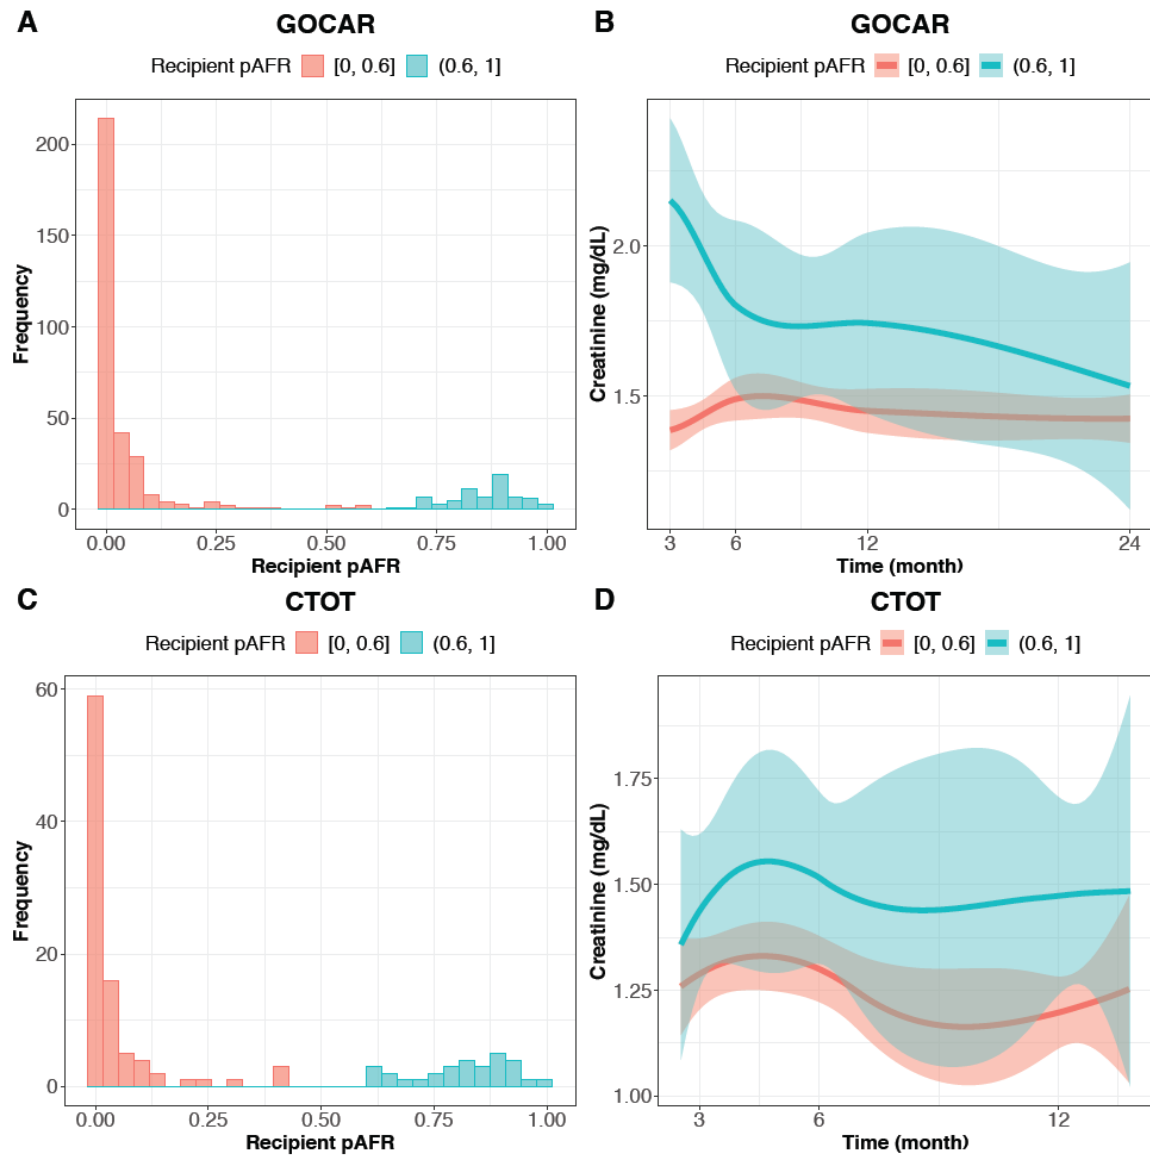 A
GOCAR
Recipient pAFR [0, 0.6] (0.6, 1]
Frequency
200
150
100
50
0
0.00 0.25 0.50 0.75 1.00
Recipient pAFR
B
GOCAR
Recipient pAFR [0, 0.6] (0.6, 1]
Creatinine (mg/dL)
2.0
1.5
3 6 12 24
Time (month)
C
CTOT
Recipient pAFR [0, 0.6] (0.6, 1]
Frequency
60
40
20
0
0.00 0.25 0.50 0.75 1.00
Recipient pAFR
D
CTOT
Recipient pAFR [0, 0.6] (0.6, 1]
Creatinine (mg/dL)
1.75
1.50
1.25
1.00
3 6 12
Time (month)